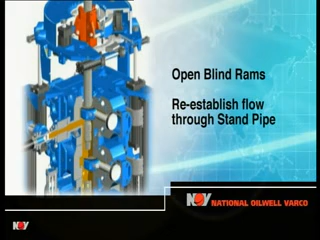 Open Blind Rams
Re-establish flow
through Stand Pipe
NOV NATIONAL OILWELL VARCO
NOV